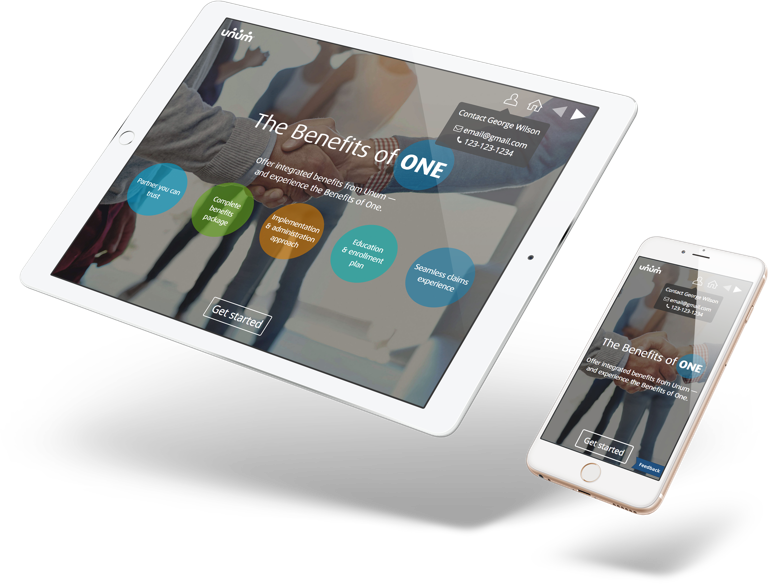 unum
Contact George Wilson
email@gmail.com
123-123-1234
The Benefits of ONE
Offer integrated benefits from Unum —
and experience the Benefits of One.
Partner you can
trust
Complete
benefits
package
Implementation
& administration
approach
Education
& enrollment
plan
Seamless claims
experience
Get started
unum
Contact George Wilson
email@gmail.com
123-123-1234
The Benefits of ONE
Offer integrated benefits from Unum —
and experience the Benefits of One.
Get started
Feedback